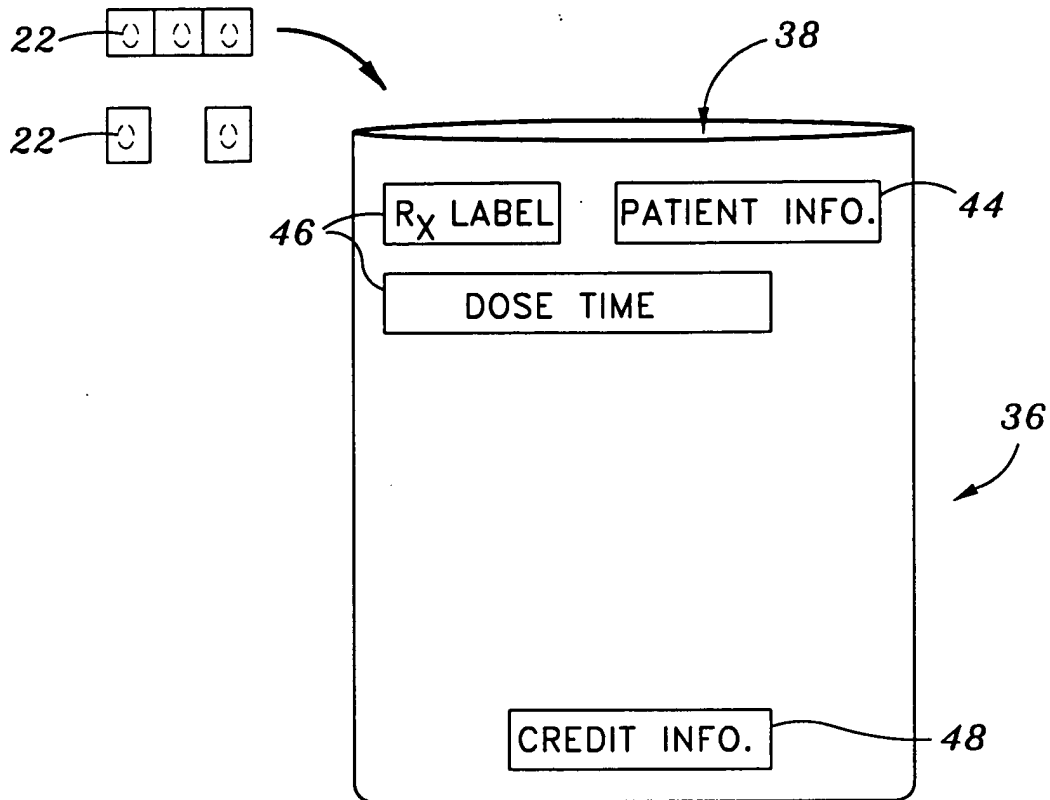 22
38
22
RX LABEL
PATIENT INFO.
44
46
DOSE TIME
36
CREDIT INFO.
48